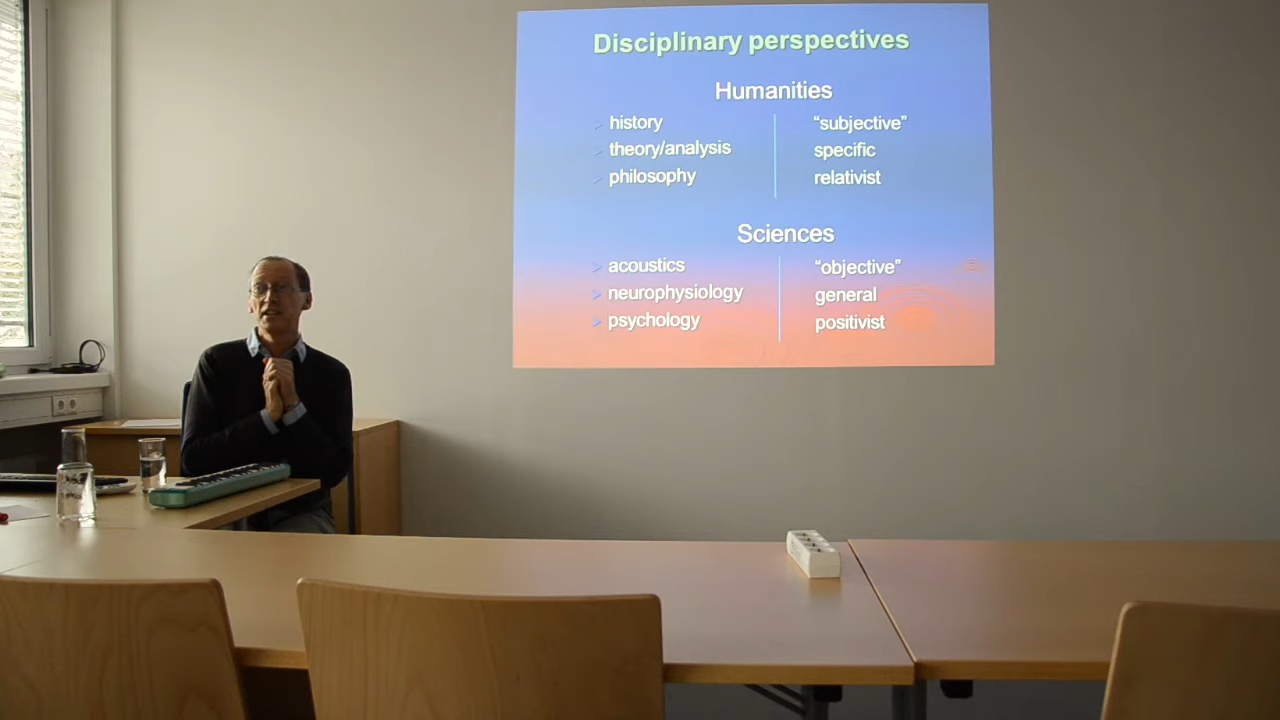 Disciplinary perspectives
Humanities
history
theory/analysis
philosophy
“subjective”
specific
relativist
Sciences
acoustics
neurophysiology
psychology
“objective”
general
positivist